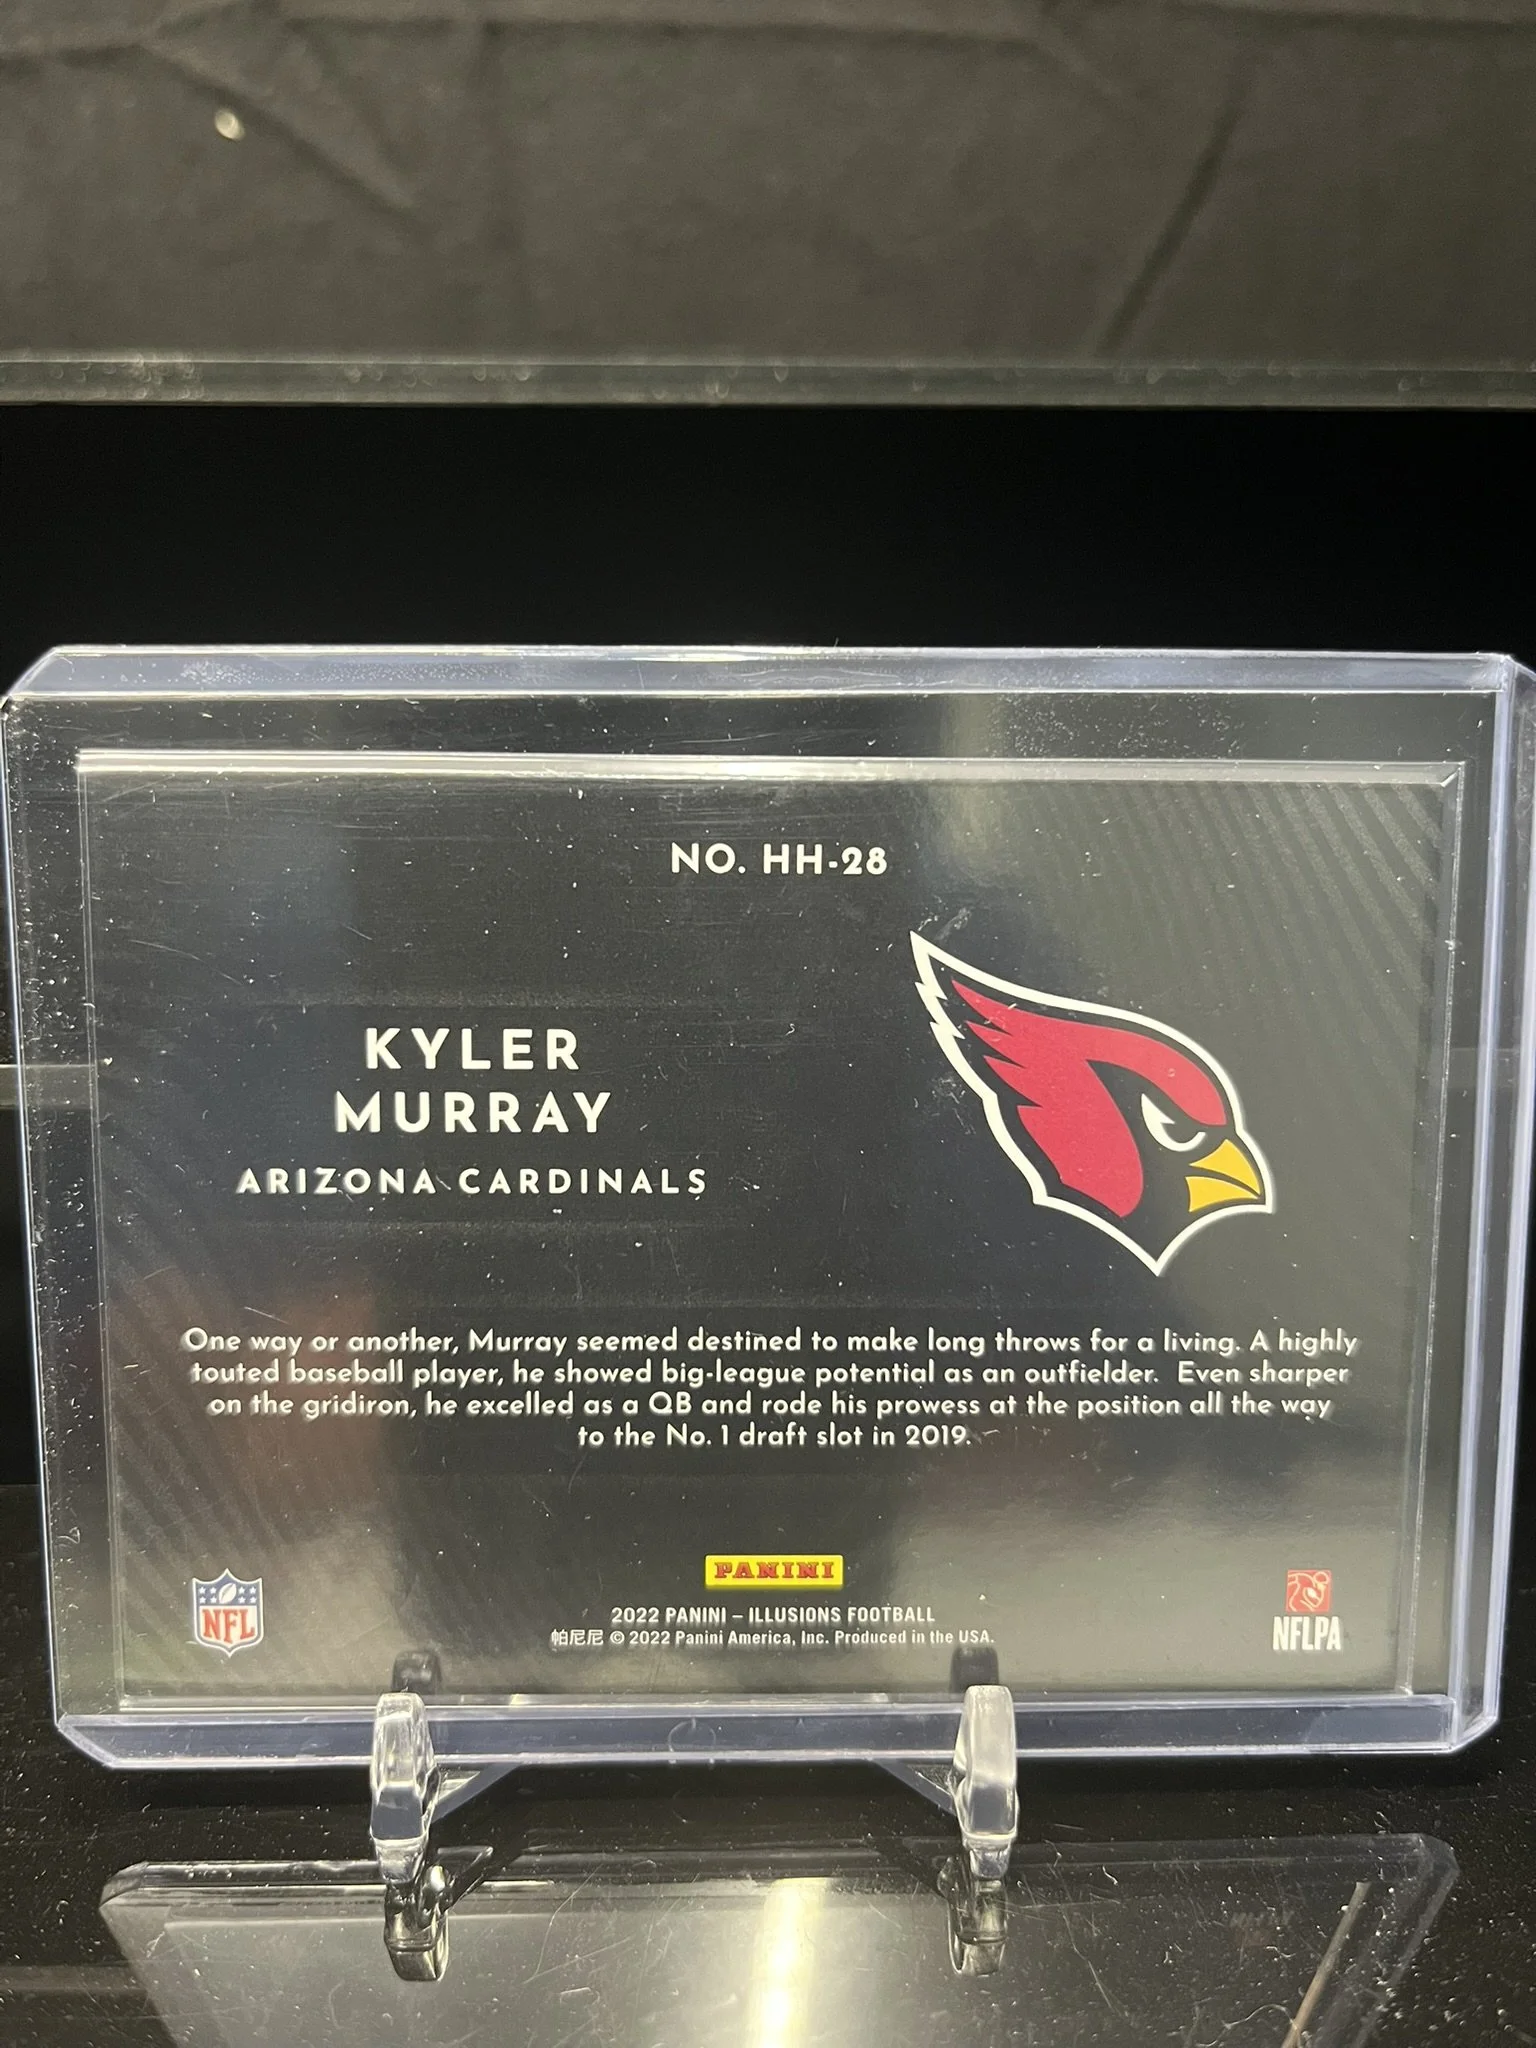 NO. HH-28
KYLER
MURRAY
ARIZONA CARDINALS
One way or another, Murray seemed destined to make long throws for a living. A highly
touted baseball player, he showed big-league potential as an outfielder. Even sharper
on the gridiron, he excelled as a QB and rode his prowess at the position all the way
to the No. 1 draft slot in 2019.
PANINI
NFL
2022 PANINI – ILLUSIONS FOOTBALL
帕尼尼 © 2022 Panini America, Inc. Produced in the USA.
NFLPA